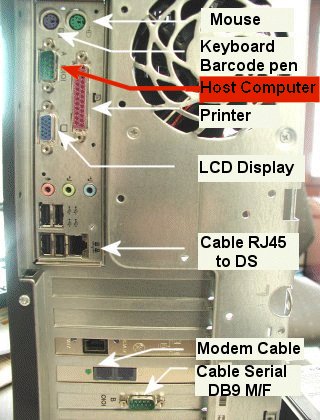 Mouse
Keyboard
Barcode pen
Host Computer
Printer
LCD Display
Cable RJ45
to DS
Modem Cable
Cable Serial
DB9 M/F